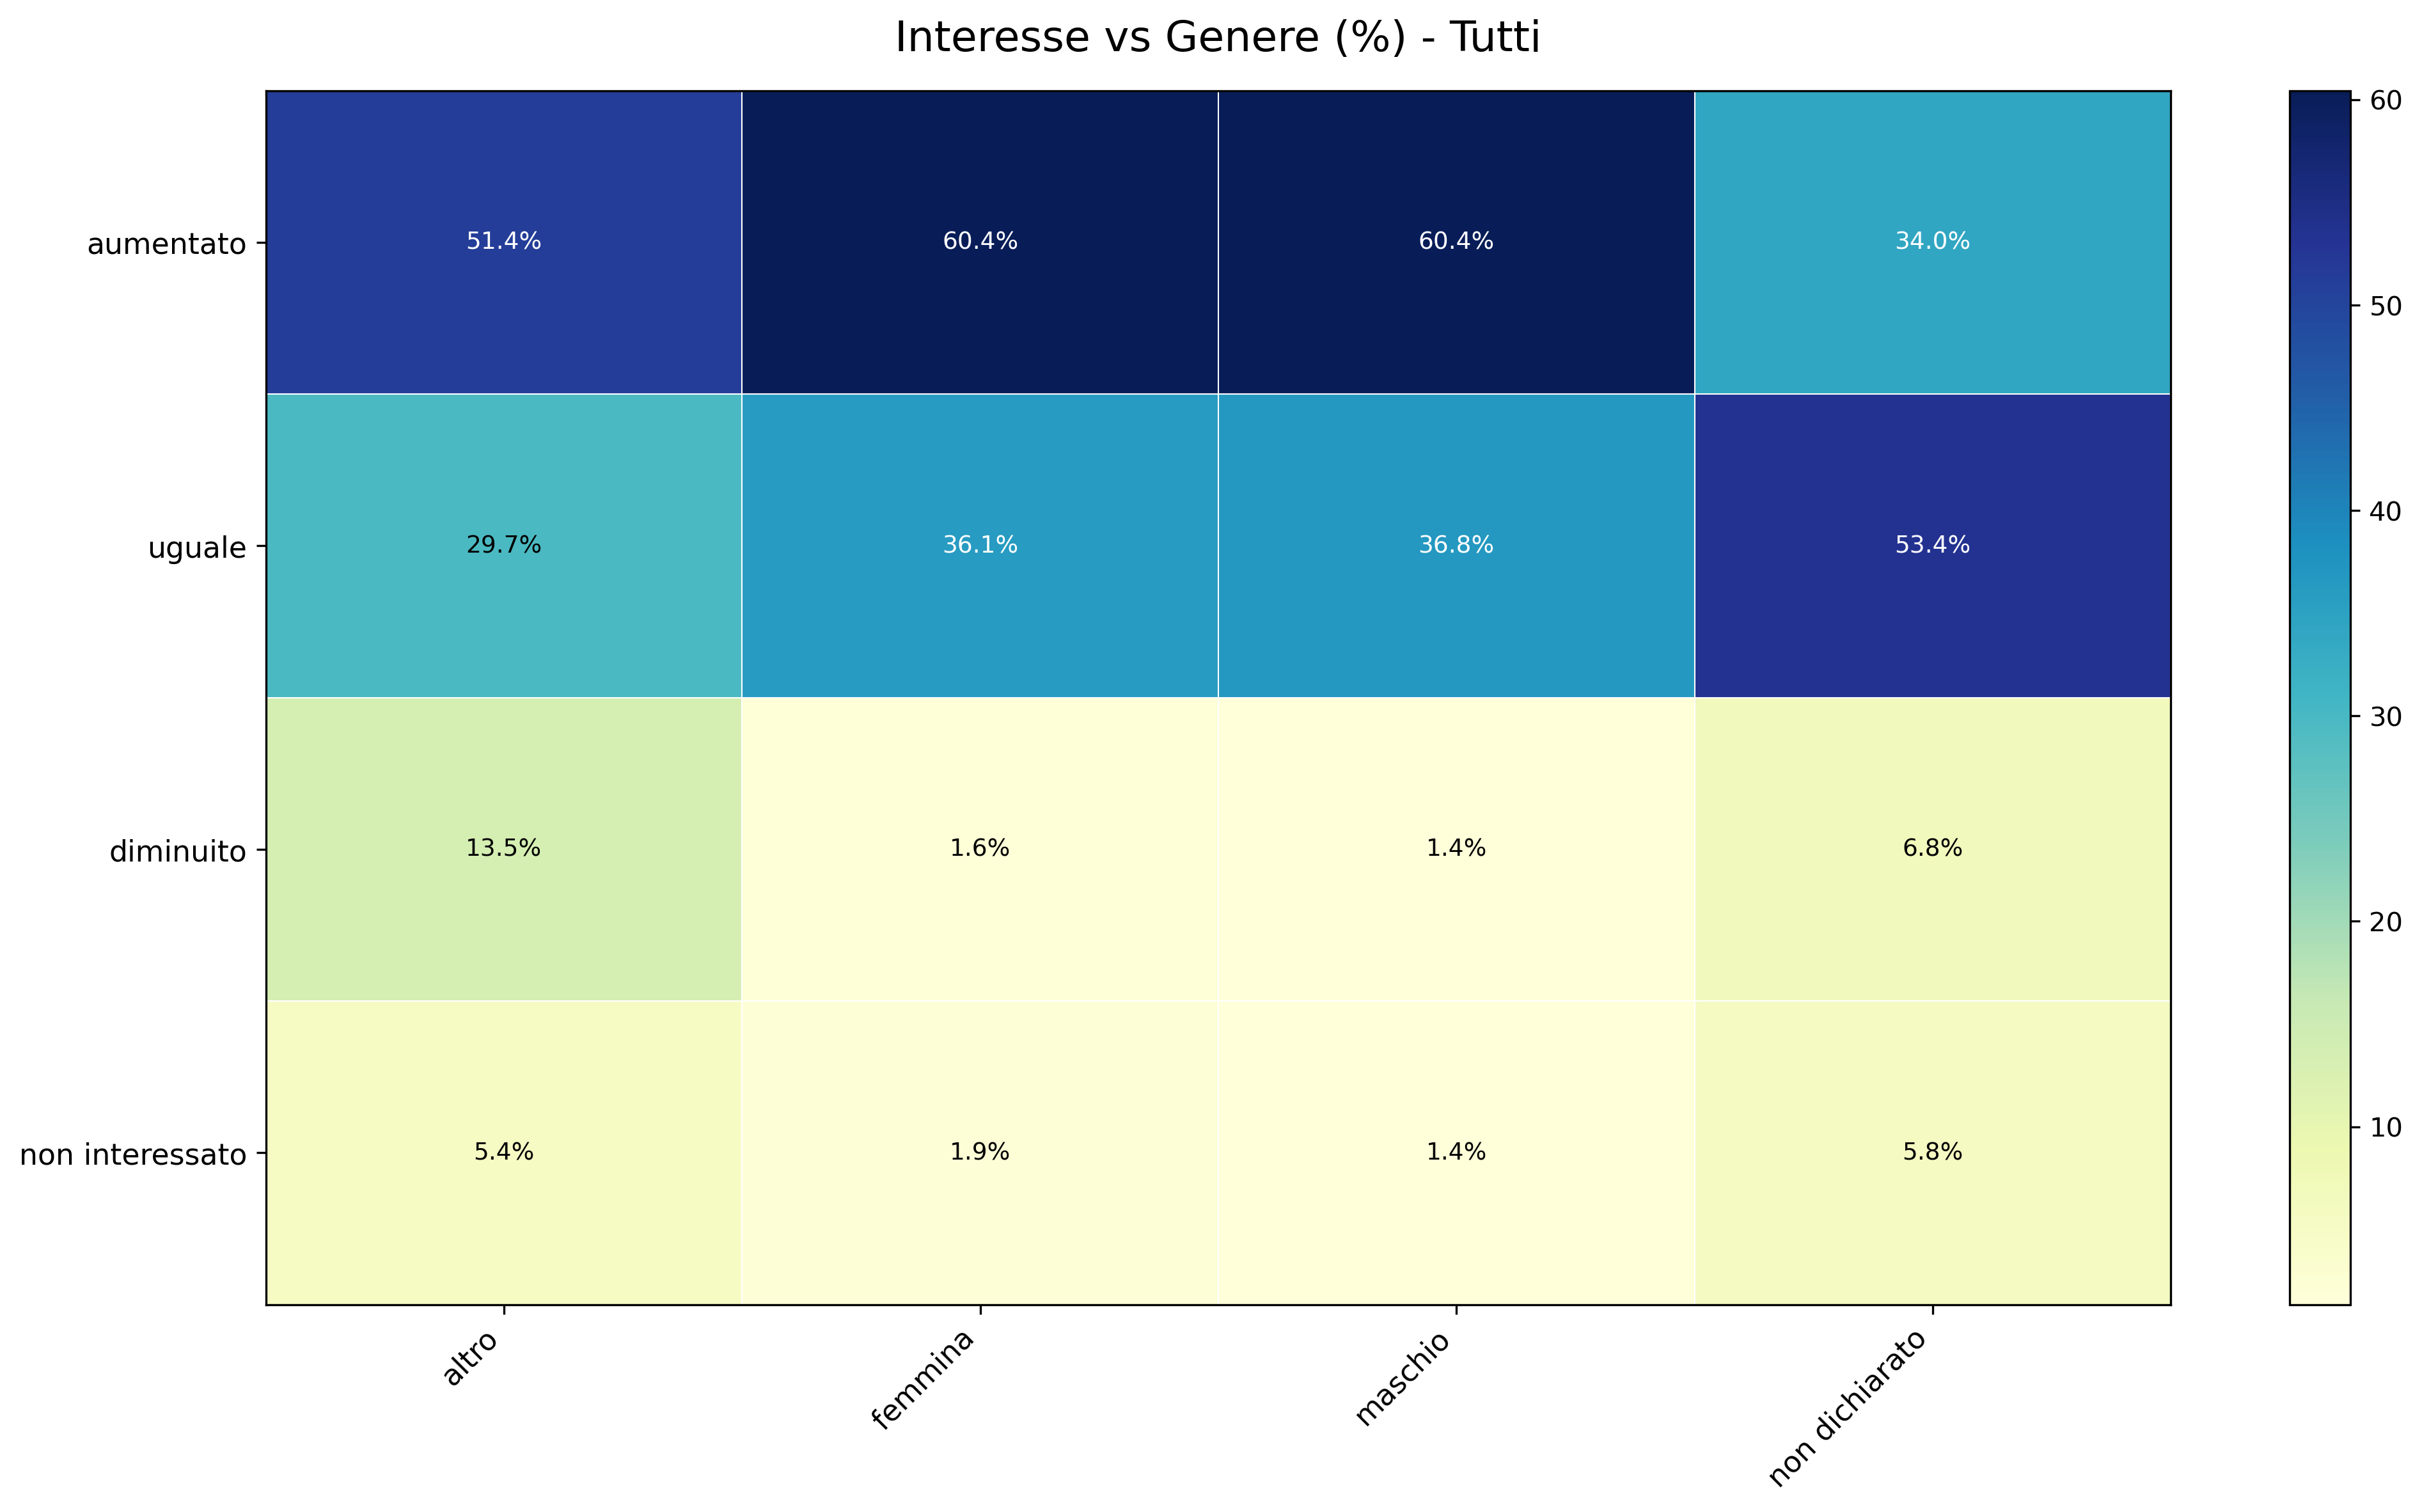 Interesse vs Genere (%) - Tutti
aumentato 51.4% 60.4% 60.4% 34.0%
uguale 29.7% 36.1% 36.8% 53.4%
diminuito 13.5% 1.6% 1.4% 6.8%
non interessato 5.4% 1.9% 1.4% 5.8%
altro femmina maschio non dichiarato
60
50
40
30
20
10